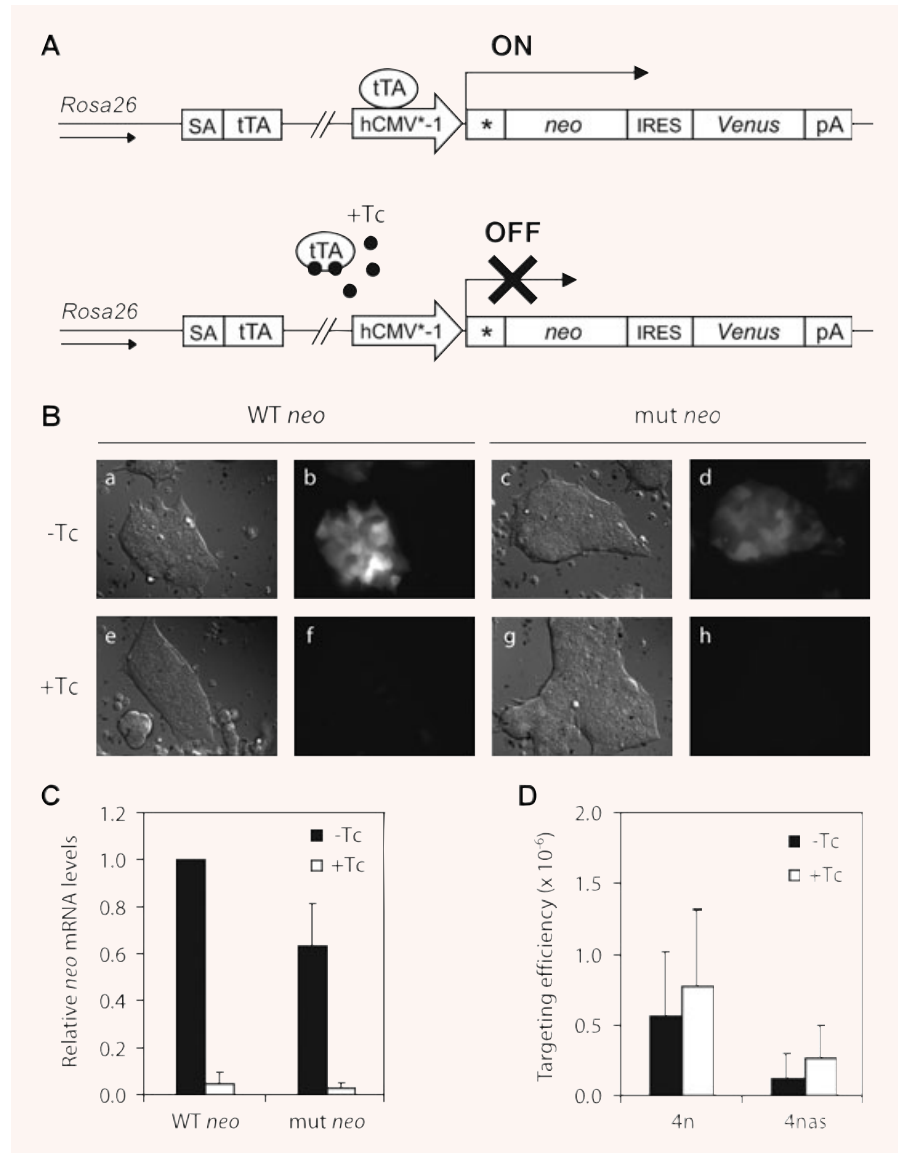 A
ON
tTA
Rosa26
SA tTA // hCMV*-1 * neo IRES Venus pA
+Tc
OFF
tTA
Rosa26
SA tTA // hCMV*-1 * neo IRES Venus pA
B
WT neo mut neo
a b c d
-Tc
e f g h
+Tc
C
Relative neo mRNA levels
1.2
1.0
0.8
0.6
0.4
0.2
0.0
-Tc
+Tc
WT neo mut neo
D
Targeting efficiency (x 10⁻⁶)
2.0
1.5
1.0
0.5
0.0
-Tc
+Tc
4n 4nas